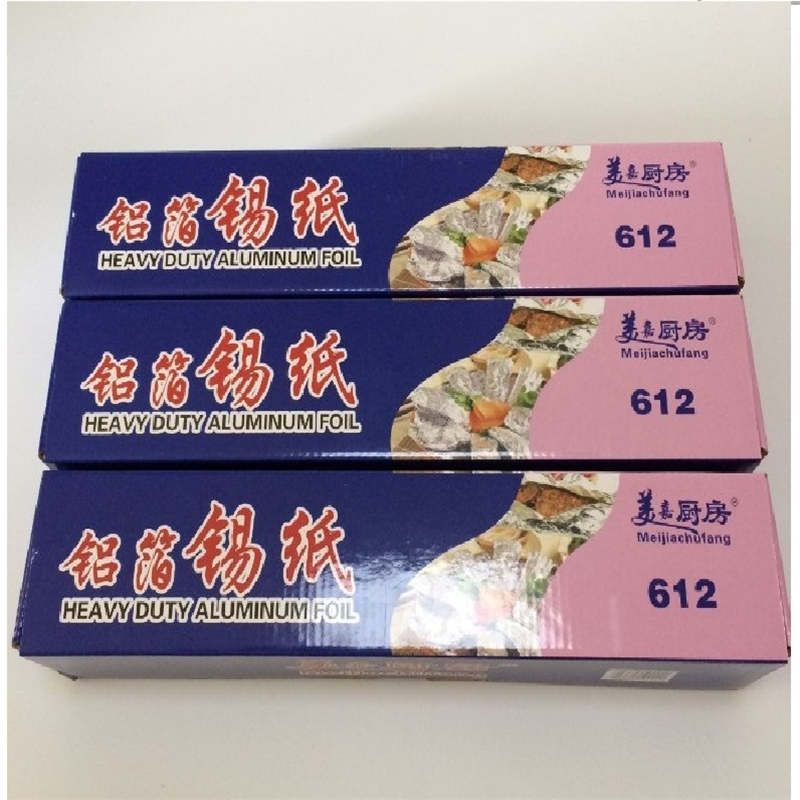 铝箔锡纸
HEAVY DUTY ALUMINUM FOIL
美嘉厨房®
Meijiachufang
612
铝箔锡纸
HEAVY DUTY ALUMINUM FOIL
美嘉厨房®
Meijiachufang
612
铝箔锡纸
HEAVY DUTY ALUMINUM FOIL
美嘉厨房®
Meijiachufang
612